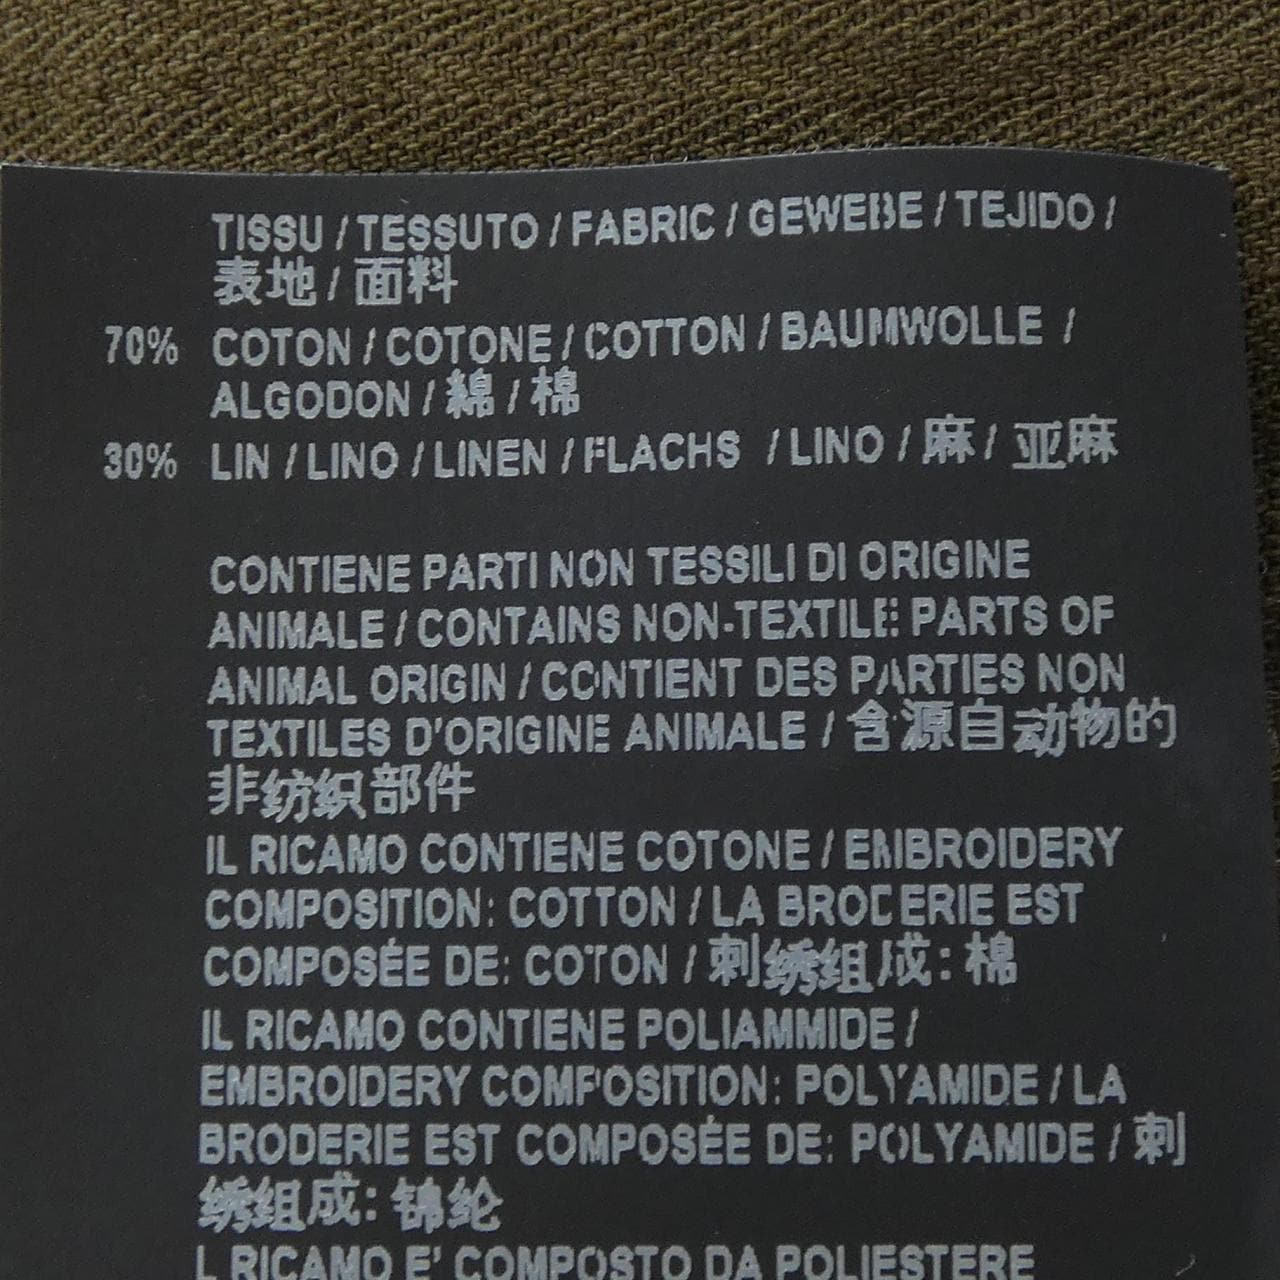 TISSU / TESSUTO / FABRIC / GEWEBE / TEJIDO /
表地 / 面料
70% COTON / COTONE / COTTON / BAUMWOLLE /
ALGODON / 綿 / 棉
30% LIN / LINO / LINEN / FLACHS / LINO / 麻 / 亚麻
CONTIENE PARTI NON TESSILI DI ORIGINE
ANIMALE / CONTAINS NON-TEXTILE PARTS OF
ANIMAL ORIGIN / CONTIENT DES PARTIES NON
TEXTILES D'ORIGINE ANIMALE / 含源自动物的
非纺织部件
IL RICAMO CONTIENE COTONE / EMBROIDERY
COMPOSITION: COTTON / LA BRODERIE EST
COMPOSÉE DE: COTON / 刺绣组成: 棉
IL RICAMO CONTIENE POLIAMMIDE /
EMBROIDERY COMPOSITION: POLYAMIDE / LA
BRODERIE EST COMPOSÉE DE: POLYAMIDE / 刺
绣组成: 锦纶
L RICAMO E' COMPOSTO DA POLIESTERE